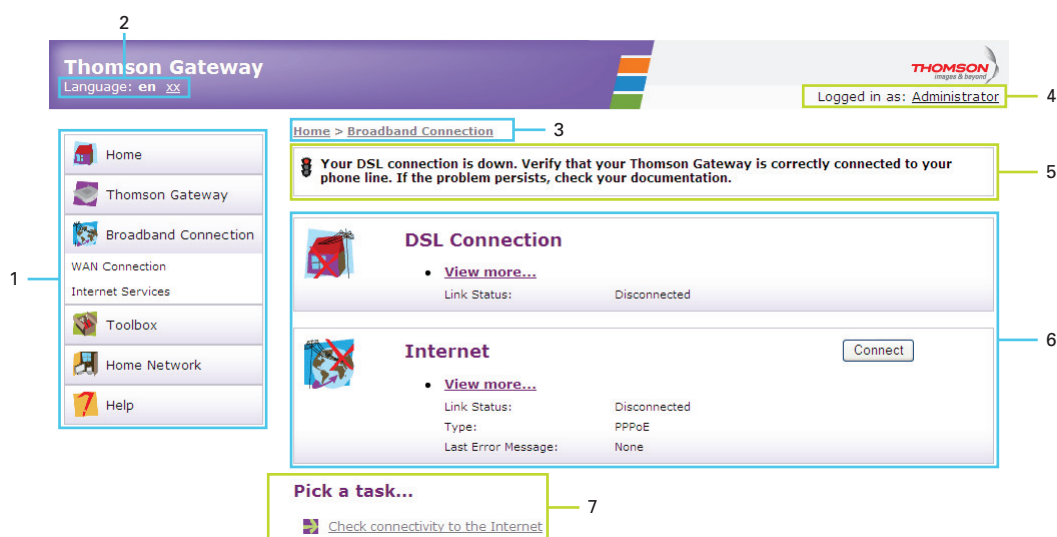 2
Thomson Gateway
Language: en xx
THOMSON
images & beyond
Logged in as: Administrator
4
Home > Broadband Connection
3
Home
Thomson Gateway
Broadband Connection
WAN Connection
Internet Services
Toolbox
Home Network
Help
1
Your DSL connection is down. Verify that your Thomson Gateway is correctly connected to your
phone line. If the problem persists, check your documentation.
5
DSL Connection
View more...
Link Status: Disconnected
Internet
Connect
View more...
Link Status: Disconnected
Type: PPPoE
Last Error Message: None
6
Pick a task...
Check connectivity to the Internet
7